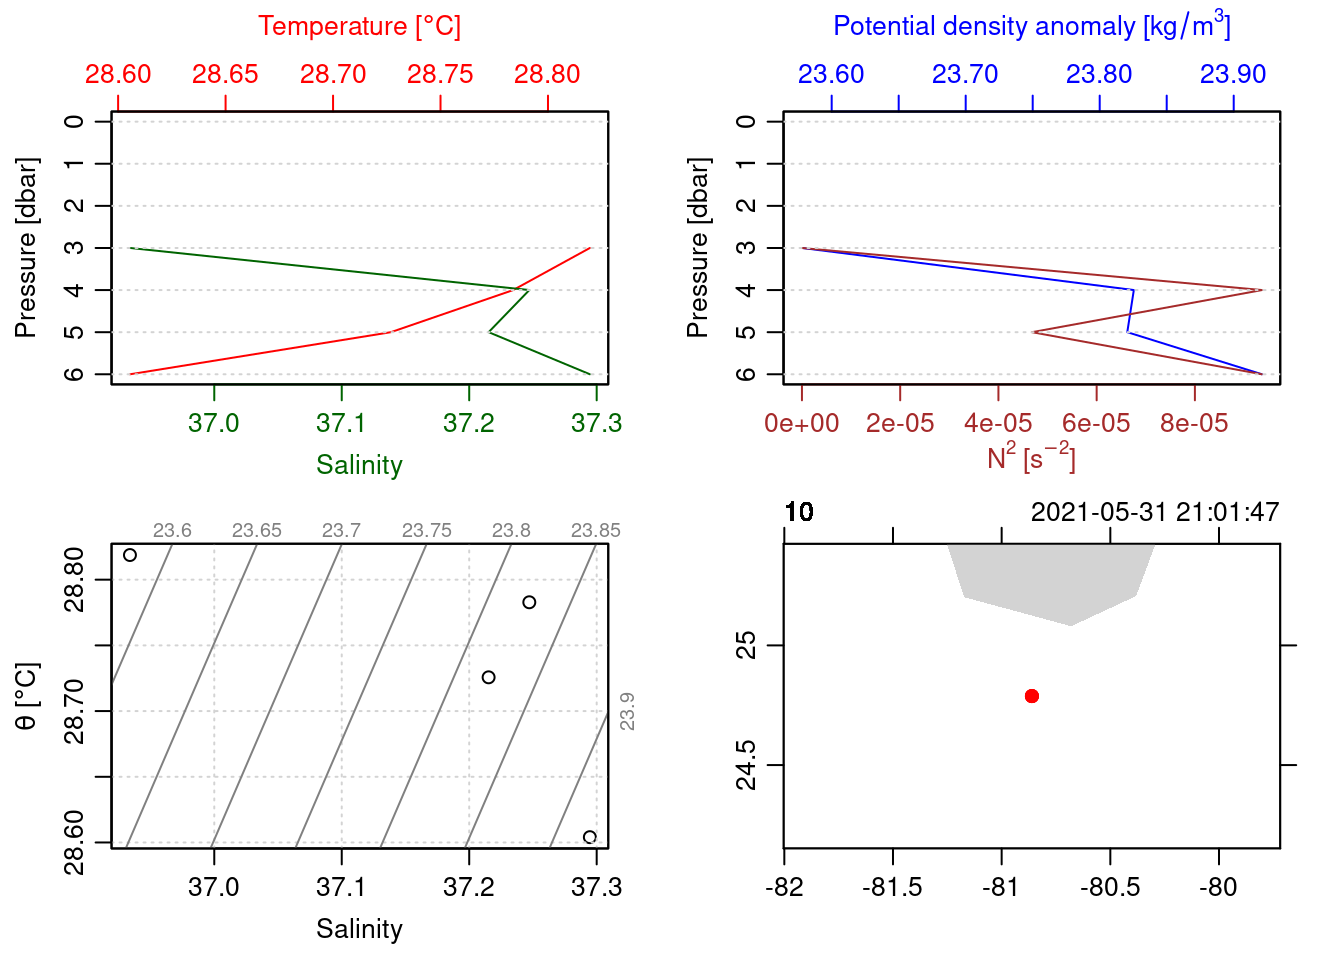 Temperature [°C]
28.60 28.65 28.70 28.75 28.80
0
1
2
3
4
5
6
Pressure [dbar]
37.0 37.1 37.2 37.3
Salinity
Potential density anomaly [kg/m³]
23.60 23.70 23.80 23.90
0
1
2
3
4
5
6
Pressure [dbar]
0e+00 2e-05 4e-05 6e-05 8e-05
N² [s⁻²]
23.6 23.65 23.7 23.75 23.8 23.85
23.9
28.80
28.70
28.60
θ [°C]
37.0 37.1 37.2 37.3
Salinity
10 2021-05-31 21:01:47
25
24.5
-82 -81.5 -81 -80.5 -80